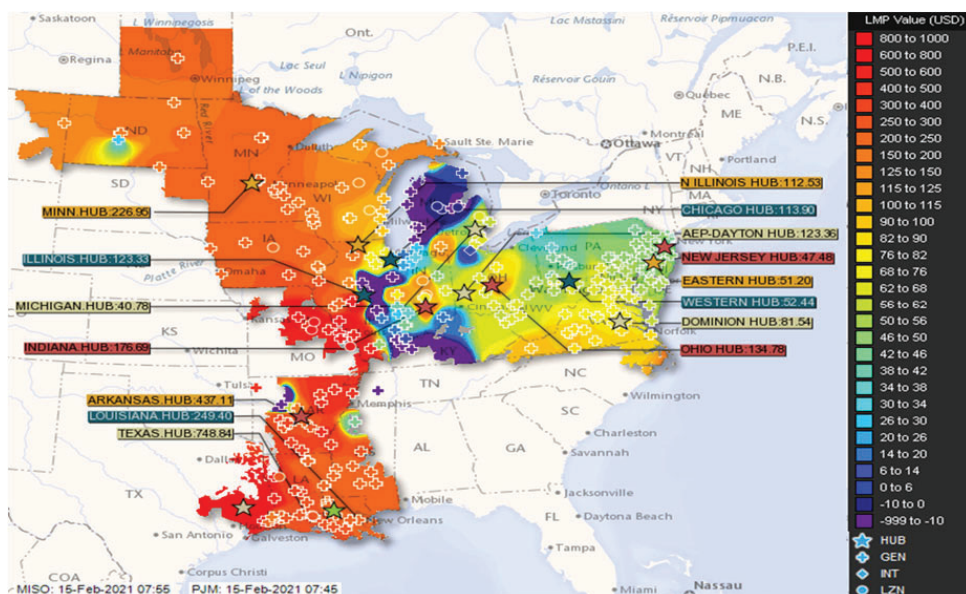 Saskatoon
L Winnipegosis
Lac Mistassini
Réservoir Pipmuacan
L Manitoba
Ont.
Regina
Winnipeg
Lac Seul
L Nipigon
L of the Woods
Réservoir Gouin
Québec
P.E.I.
N.B.
N.S.
Red River
ND
MN
Duluth
Sault Ste. Marie
Ottawa
Montréal
ME
VT
NH
Portland
MA
SD
WI
Toronto
Ontario L
NY
New York
N ILLINOIS HUB:112.53
CHICAGO HUB:113.90
AEP-DAYTON HUB:123.36
NEW JERSEY HUB:47.48
EASTERN HUB:51.20
WESTERN HUB:52.44
DOMINION HUB:81.54
OHIO HUB:134.78
MINN HUB:226.95
ILLINOIS HUB:123.33
MICHIGAN HUB:40.78
INDIANA HUB:176.69
ARKANSAS HUB:437.11
LOUISIANA HUB:249.40
TEXAS HUB:748.84
IA
Omaha
Platte River
Cleveland
PA
WV
Norfolk
KS
MO
Wichita
KY
TN
NC
Tulsa
Memphis
SC
Wilmington
Charleston
Savannah
AL
GA
TX
LA
Mobile
New Orleans
Jacksonville
FL
Daytona Beach
San Antonio
Galveston
Tampa
Corpus Christi
COA
Miami
Nassau
MISO: 15-Feb-2021 07:55
PJM: 15-Feb-2021 07:45
LMP Value (USD)
800 to 1000
600 to 800
500 to 600
400 to 500
300 to 400
250 to 300
200 to 250
150 to 200
125 to 150
115 to 125
100 to 115
90 to 100
82 to 90
76 to 82
68 to 76
62 to 68
56 to 62
50 to 56
46 to 50
42 to 46
38 to 42
34 to 38
30 to 34
26 to 30
20 to 26
14 to 20
6 to 14
0 to 6
-10 to 0
-999 to -10
HUB
GEN
INT
LZN